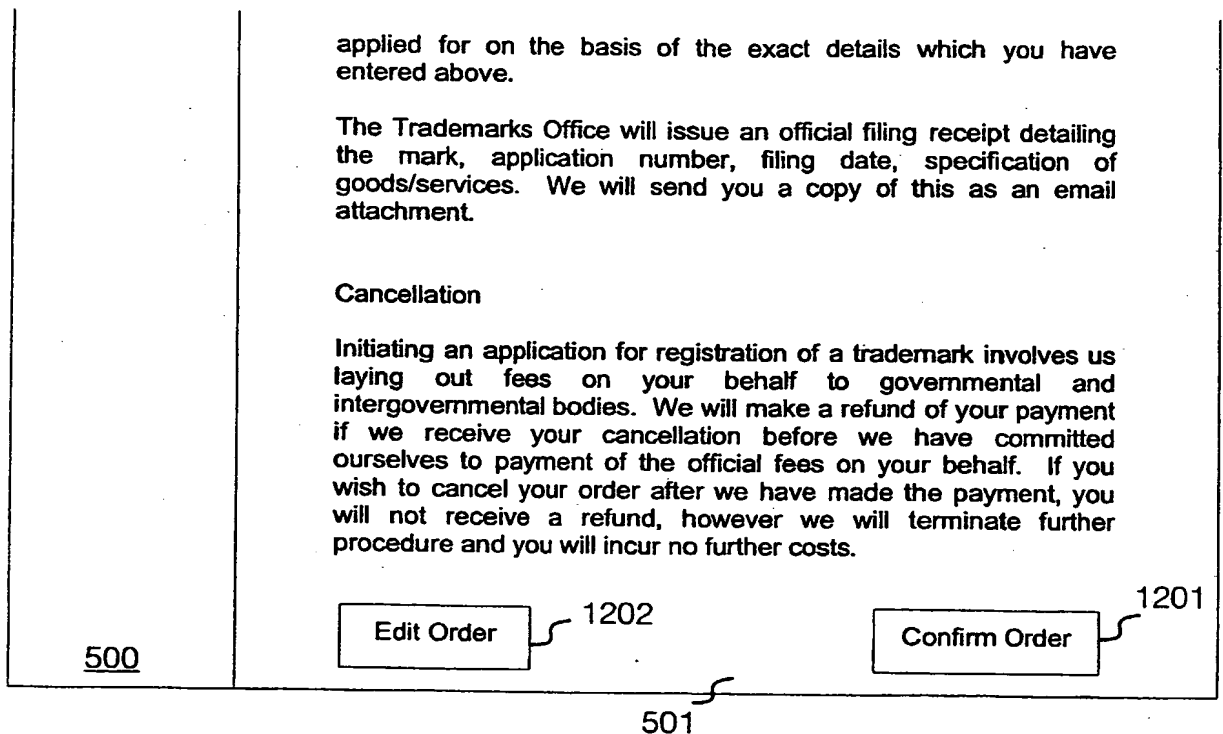 applied for on the basis of the exact details which you have
entered above.
The Trademarks Office will issue an official filing receipt detailing
the mark, application number, filing date, specification of
goods/services. We will send you a copy of this as an email
attachment.
Cancellation
Initiating an application for registration of a trademark involves us
laying out fees on your behalf to governmental and
intergovernmental bodies. We will make a refund of your payment
if we receive your cancellation before we have committed
ourselves to payment of the official fees on your behalf. If you
wish to cancel your order after we have made the payment, you
will not receive a refund, however we will terminate further
procedure and you will incur no further costs.
Edit Order 1202 Confirm Order 1201
500
501